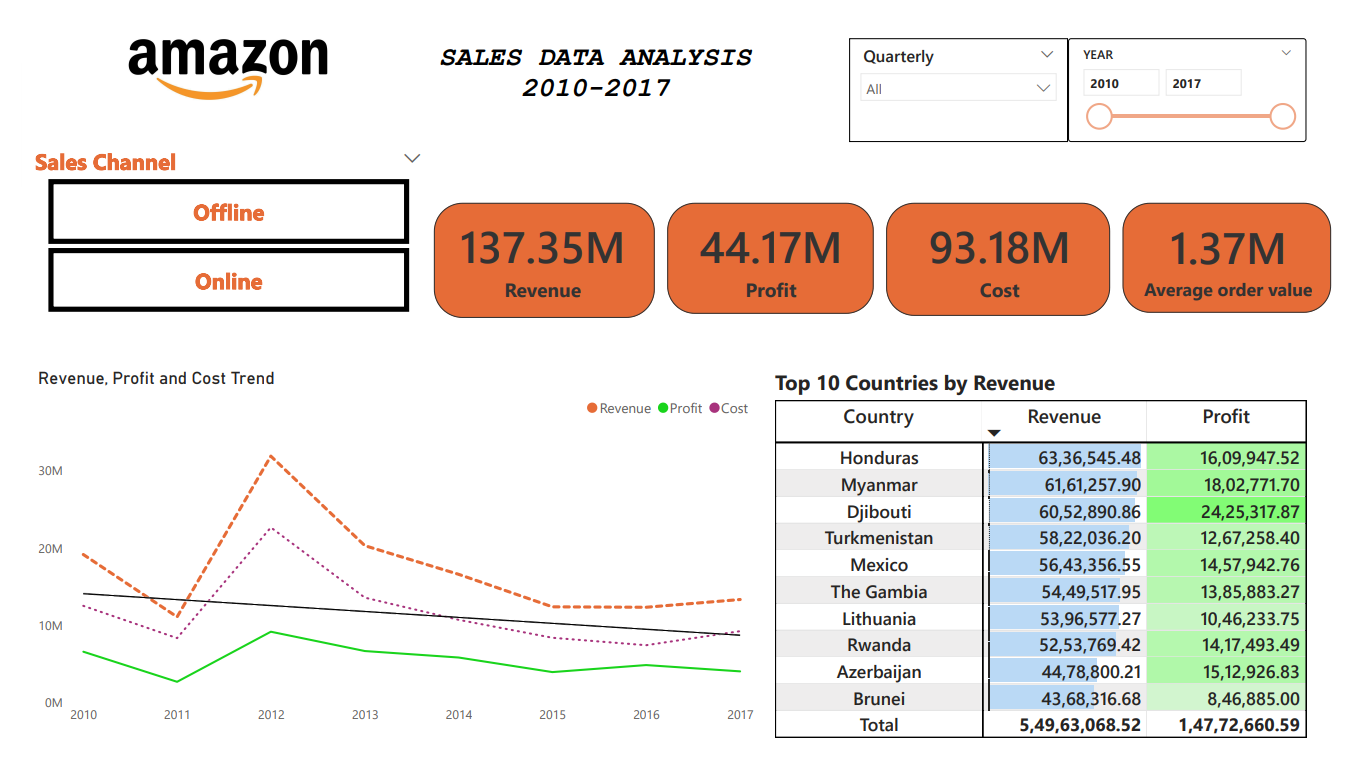 amazon
SALES DATA ANALYSIS
2010-2017
Quarterly
All
YEAR
2010 2017
Sales Channel
Offline
Online
137.35M
Revenue
44.17M
Profit
93.18M
Cost
1.37M
Average order value
Revenue, Profit and Cost Trend
Revenue Profit Cost
30M
20M
10M
0M
2010 2011 2012 2013 2014 2015 2016 2017
Top 10 Countries by Revenue
Country Revenue Profit
Honduras 63,36,545.48 16,09,947.52
Myanmar 61,61,257.90 18,02,771.70
Djibouti 60,52,890.86 24,25,317.87
Turkmenistan 58,22,036.20 12,67,258.40
Mexico 56,43,356.55 14,57,942.76
The Gambia 54,49,517.95 13,85,883.27
Lithuania 53,96,577.27 10,46,233.75
Rwanda 52,53,769.42 14,17,493.49
Azerbaijan 44,78,800.21 15,12,926.83
Brunei 43,68,316.68 8,46,885.00
Total 5,49,63,068.52 1,47,72,660.59